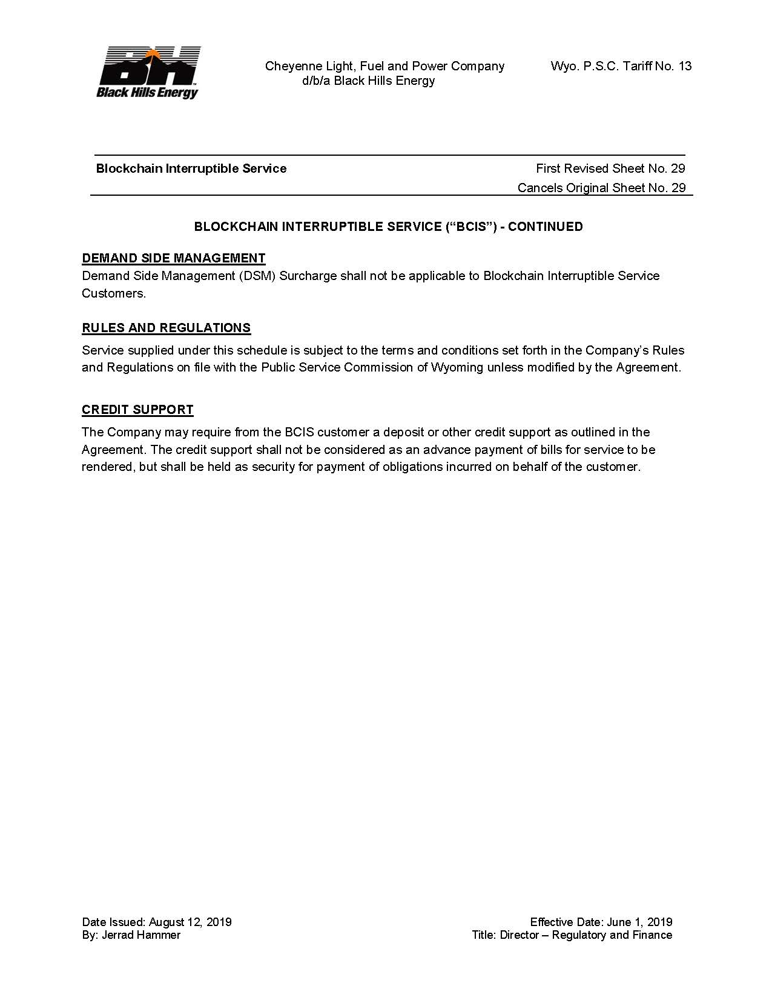 BH
Black Hills Energy
Cheyenne Light, Fuel and Power Company Wyo. P.S.C. Tariff No. 13
d/b/a Black Hills Energy
Blockchain Interruptible Service First Revised Sheet No. 29
Cancels Original Sheet No. 29
BLOCKCHAIN INTERRUPTIBLE SERVICE (“BCIS”) - CONTINUED
DEMAND SIDE MANAGEMENT
Demand Side Management (DSM) Surcharge shall not be applicable to Blockchain Interruptible Service
Customers.
RULES AND REGULATIONS
Service supplied under this schedule is subject to the terms and conditions set forth in the Company’s Rules
and Regulations on file with the Public Service Commission of Wyoming unless modified by the Agreement.
CREDIT SUPPORT
The Company may require from the BCIS customer a deposit or other credit support as outlined in the
Agreement. The credit support shall not be considered as an advance payment of bills for service to be
rendered, but shall be held as security for payment of obligations incurred on behalf of the customer.
Date Issued: August 12, 2019 Effective Date: June 1, 2019
By: Jerrad Hammer Title: Director – Regulatory and Finance